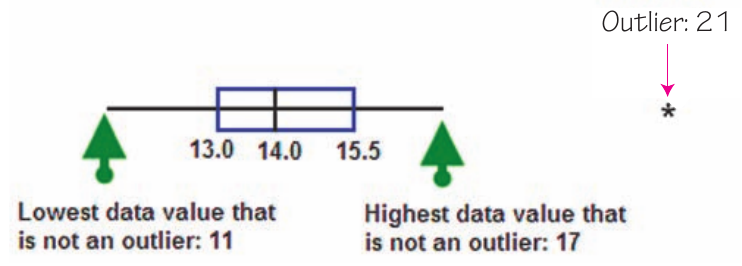 Outlier: 21
*
13.0 14.0 15.5
Lowest data value that
is not an outlier: 11
Highest data value that
is not an outlier: 17